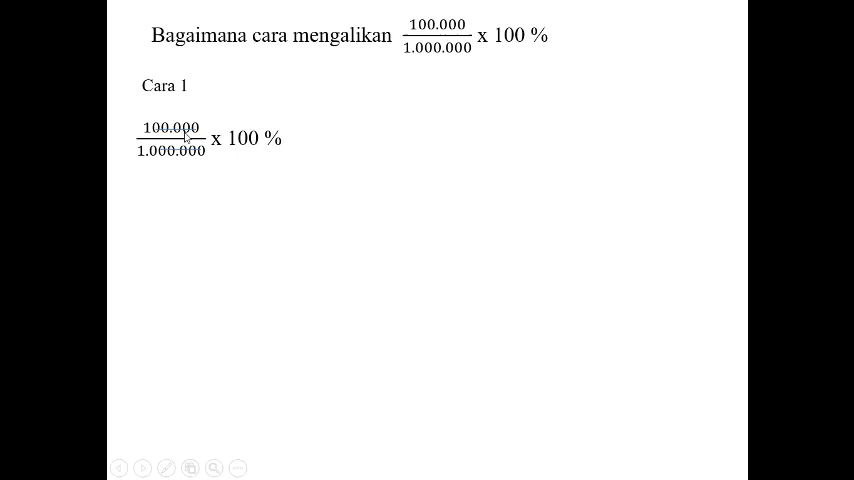 Bagaimana cara mengalikan 100.000/1.000.000 x 100 %
Cara 1
100.000/1.000.000 x 100 %